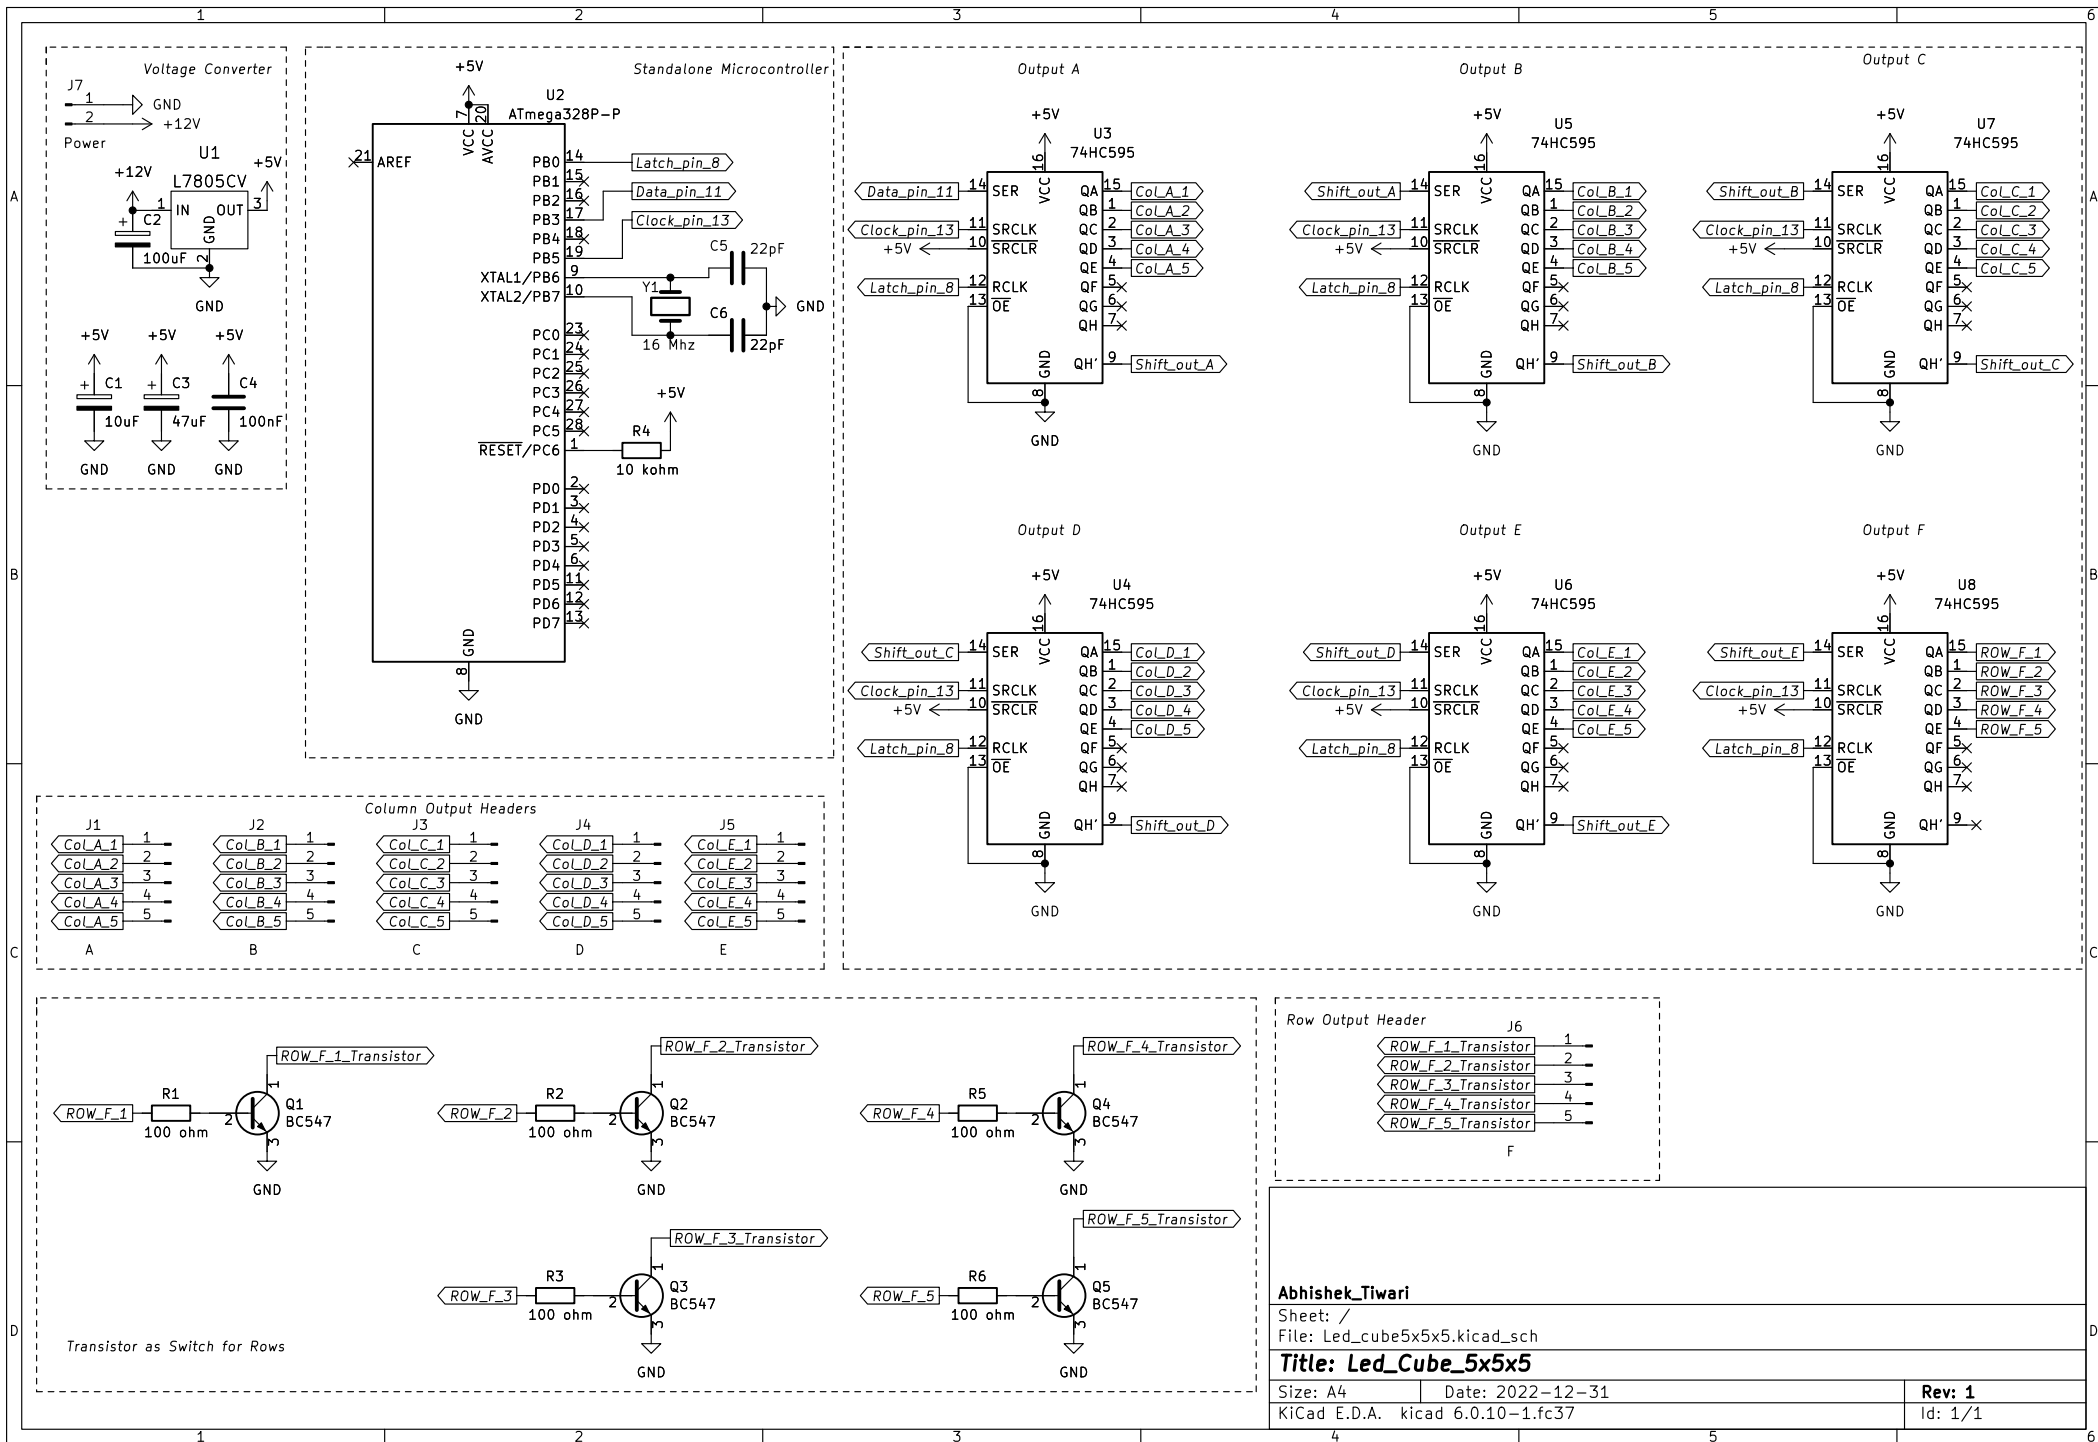 1 2 3 4 5 6
A
B
C
D
Voltage Converter
J7
1 GND
2 +12V
Power
U1
L7805CV
+12V
+5V
1 IN OUT 3
GND
2
+ C2
100uF
GND
+5V +5V +5V
+ C1 + C3 C4
10uF 47uF 100nF
GND GND GND
Standalone Microcontroller
+5V
U2
ATmega328P-P
7 20
VCC AVCC
21 AREF
PB0 14 Latch_pin_8
PB1 15
PB2 16 Data_pin_11
PB3 17
PB4 18 Clock_pin_13
PB5 19
XTAL1/PB6 9
XTAL2/PB7 10
C5 22pF
Y1
16 Mhz
C6
22pF
GND
PC0 23
PC1 24
PC2 25
PC3 26
PC4 27
PC5 28
RESET/PC6 1
R4
10 kohm
+5V
PD0 2
PD1 3
PD2 4
PD3 5
PD4 6
PD5 11
PD6 12
PD7 13
GND
8
GND
Output A
+5V
U3
74HC595
16
VCC
Data_pin_11 14 SER QA 15 Col_A_1
QB 1 Col_A_2
Clock_pin_13 11 SRCLK QC 2 Col_A_3
+5V 10 SRCLR QD 3 Col_A_4
QE 4 Col_A_5
Latch_pin_8 12 RCLK QF 5
13 OE QG 6
QH 7
GND QH' 9 Shift_out_A
8
GND
Output B
+5V
U5
74HC595
16
VCC
Shift_out_A 14 SER QA 15 Col_B_1
QB 1 Col_B_2
Clock_pin_13 11 SRCLK QC 2 Col_B_3
+5V 10 SRCLR QD 3 Col_B_4
QE 4 Col_B_5
Latch_pin_8 12 RCLK QF 5
13 OE QG 6
QH 7
GND QH' 9 Shift_out_B
8
GND
Output C
+5V
U7
74HC595
16
VCC
Shift_out_B 14 SER QA 15 Col_C_1
QB 1 Col_C_2
Clock_pin_13 11 SRCLK QC 2 Col_C_3
+5V 10 SRCLR QD 3 Col_C_4
QE 4 Col_C_5
Latch_pin_8 12 RCLK QF 5
13 OE QG 6
QH 7
GND QH' 9 Shift_out_C
8
GND
Output D
+5V
U4
74HC595
16
VCC
Shift_out_C 14 SER QA 15 Col_D_1
QB 1 Col_D_2
Clock_pin_13 11 SRCLK QC 2 Col_D_3
+5V 10 SRCLR QD 3 Col_D_4
QE 4 Col_D_5
Latch_pin_8 12 RCLK QF 5
13 OE QG 6
QH 7
GND QH' 9 Shift_out_D
8
GND
Output E
+5V
U6
74HC595
16
VCC
Shift_out_D 14 SER QA 15 Col_E_1
QB 1 Col_E_2
Clock_pin_13 11 SRCLK QC 2 Col_E_3
+5V 10 SRCLR QD 3 Col_E_4
QE 4 Col_E_5
Latch_pin_8 12 RCLK QF 5
13 OE QG 6
QH 7
GND QH' 9 Shift_out_E
8
GND
Output F
+5V
U8
74HC595
16
VCC
Shift_out_E 14 SER QA 15 ROW_F_1
QB 1 ROW_F_2
Clock_pin_13 11 SRCLK QC 2 ROW_F_3
+5V 10 SRCLR QD 3 ROW_F_4
QE 4 ROW_F_5
Latch_pin_8 12 RCLK QF 5
13 OE QG 6
QH 7
GND QH' 9
8
GND
Column Output Headers
J1 J2 J3 J4 J5
Col_A_1 1 Col_B_1 1 Col_C_1 1 Col_D_1 1 Col_E_1 1
Col_A_2 2 Col_B_2 2 Col_C_2 2 Col_D_2 2 Col_E_2 2
Col_A_3 3 Col_B_3 3 Col_C_3 3 Col_D_3 3 Col_E_3 3
Col_A_4 4 Col_B_4 4 Col_C_4 4 Col_D_4 4 Col_E_4 4
Col_A_5 5 Col_B_5 5 Col_C_5 5 Col_D_5 5 Col_E_5 5
A B C D E
ROW_F_1_Transistor
ROW_F_1 R1 100 ohm 2 1 3 Q1 BC547
GND
ROW_F_2_Transistor
ROW_F_2 R2 100 ohm 2 1 3 Q2 BC547
GND
ROW_F_4_Transistor
ROW_F_4 R5 100 ohm 2 1 3 Q4 BC547
GND
ROW_F_3_Transistor
ROW_F_3 R3 100 ohm 2 1 3 Q3 BC547
GND
ROW_F_5_Transistor
ROW_F_5 R6 100 ohm 2 1 3 Q5 BC547
GND
Transistor as Switch for Rows
Row Output Header
J6
ROW_F_1_Transistor 1
ROW_F_2_Transistor 2
ROW_F_3_Transistor 3
ROW_F_4_Transistor 4
ROW_F_5_Transistor 5
F
Abhishek_Tiwari
Sheet: /
File: Led_cube5x5x5.kicad_sch
Title: Led_Cube_5x5x5
Size: A4 Date: 2022-12-31 Rev: 1
KiCad E.D.A. kicad 6.0.10-1.fc37 Id: 1/1
A
B
C
D
1 2 3 4 5 6